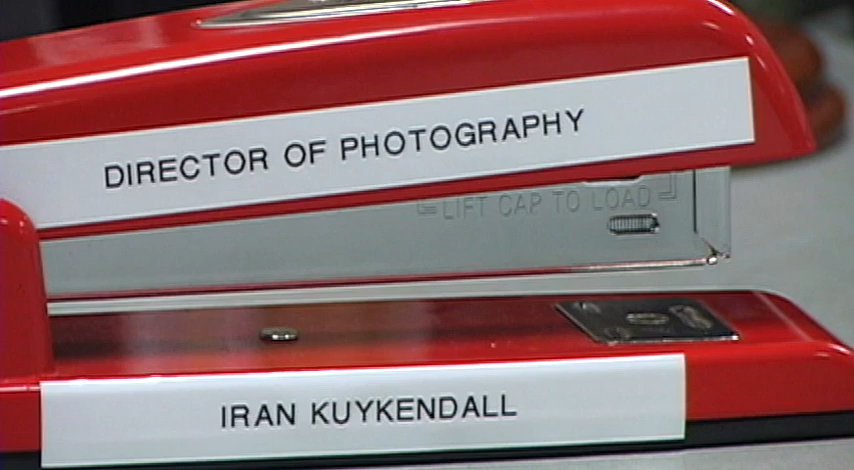 DIRECTOR OF PHOTOGRAPHY
LIFT CAP TO LOAD
IRAN KUYKENDALL